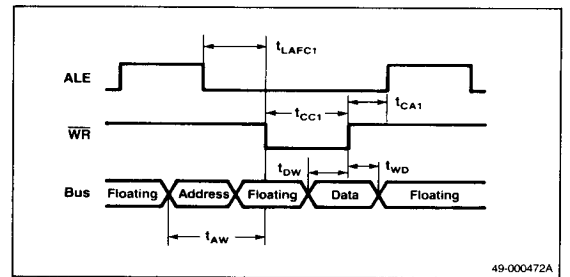 tLAFC1
ALE
tCC1
tCA1
WR
tDW
tWD
Bus Floating Address Floating Data Floating
tAW
49-000472A